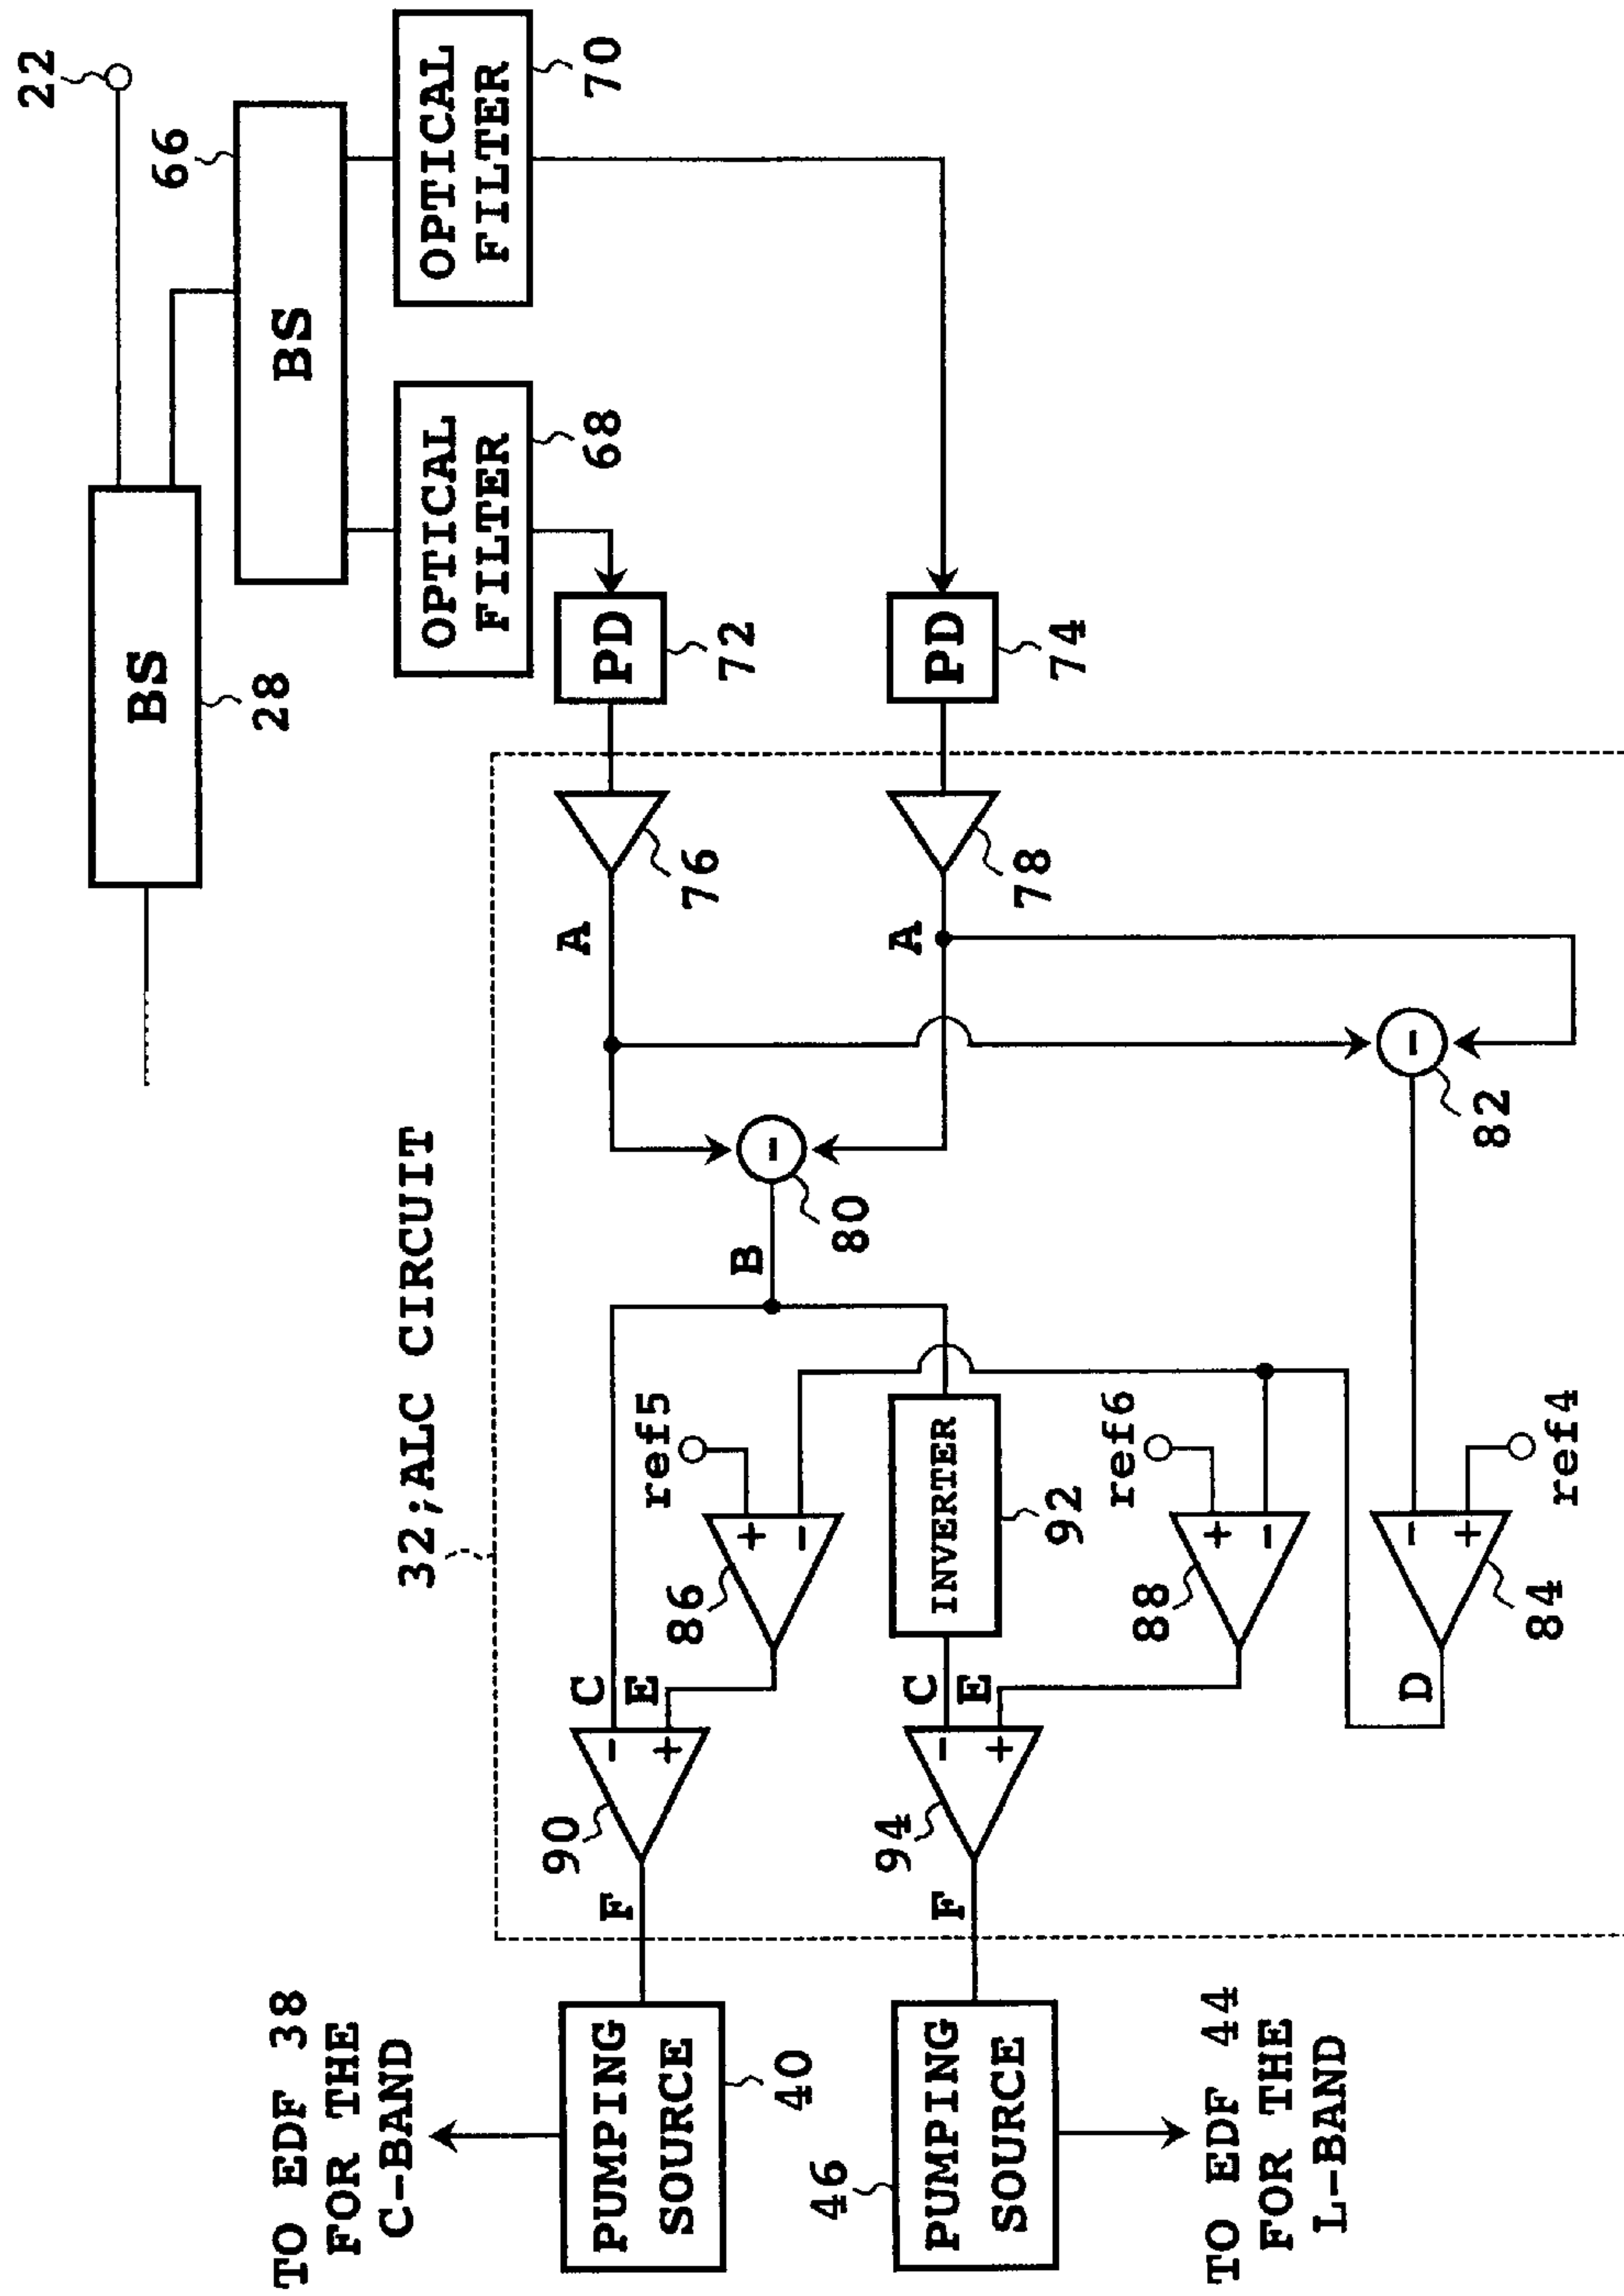 TO EDF 38
FOR THE
C-BAND
PUMPING
SOURCE
40
46
PUMPING
SOURCE
TO EDF 44
FOR THE
L-BAND
32;ALC CIRCUIT
F
F
90
-
+
C
E
94
-
+
C
E
86
+
-
ref5
INVERTER
92
88
+
-
ref6
84
-
+
ref4
D
B
-
80
-
82
A
A
76
78
PD
72
PD
74
BS
28
OPTICAL
FILTER
68
BS
66
OPTICAL
FILTER
70
22